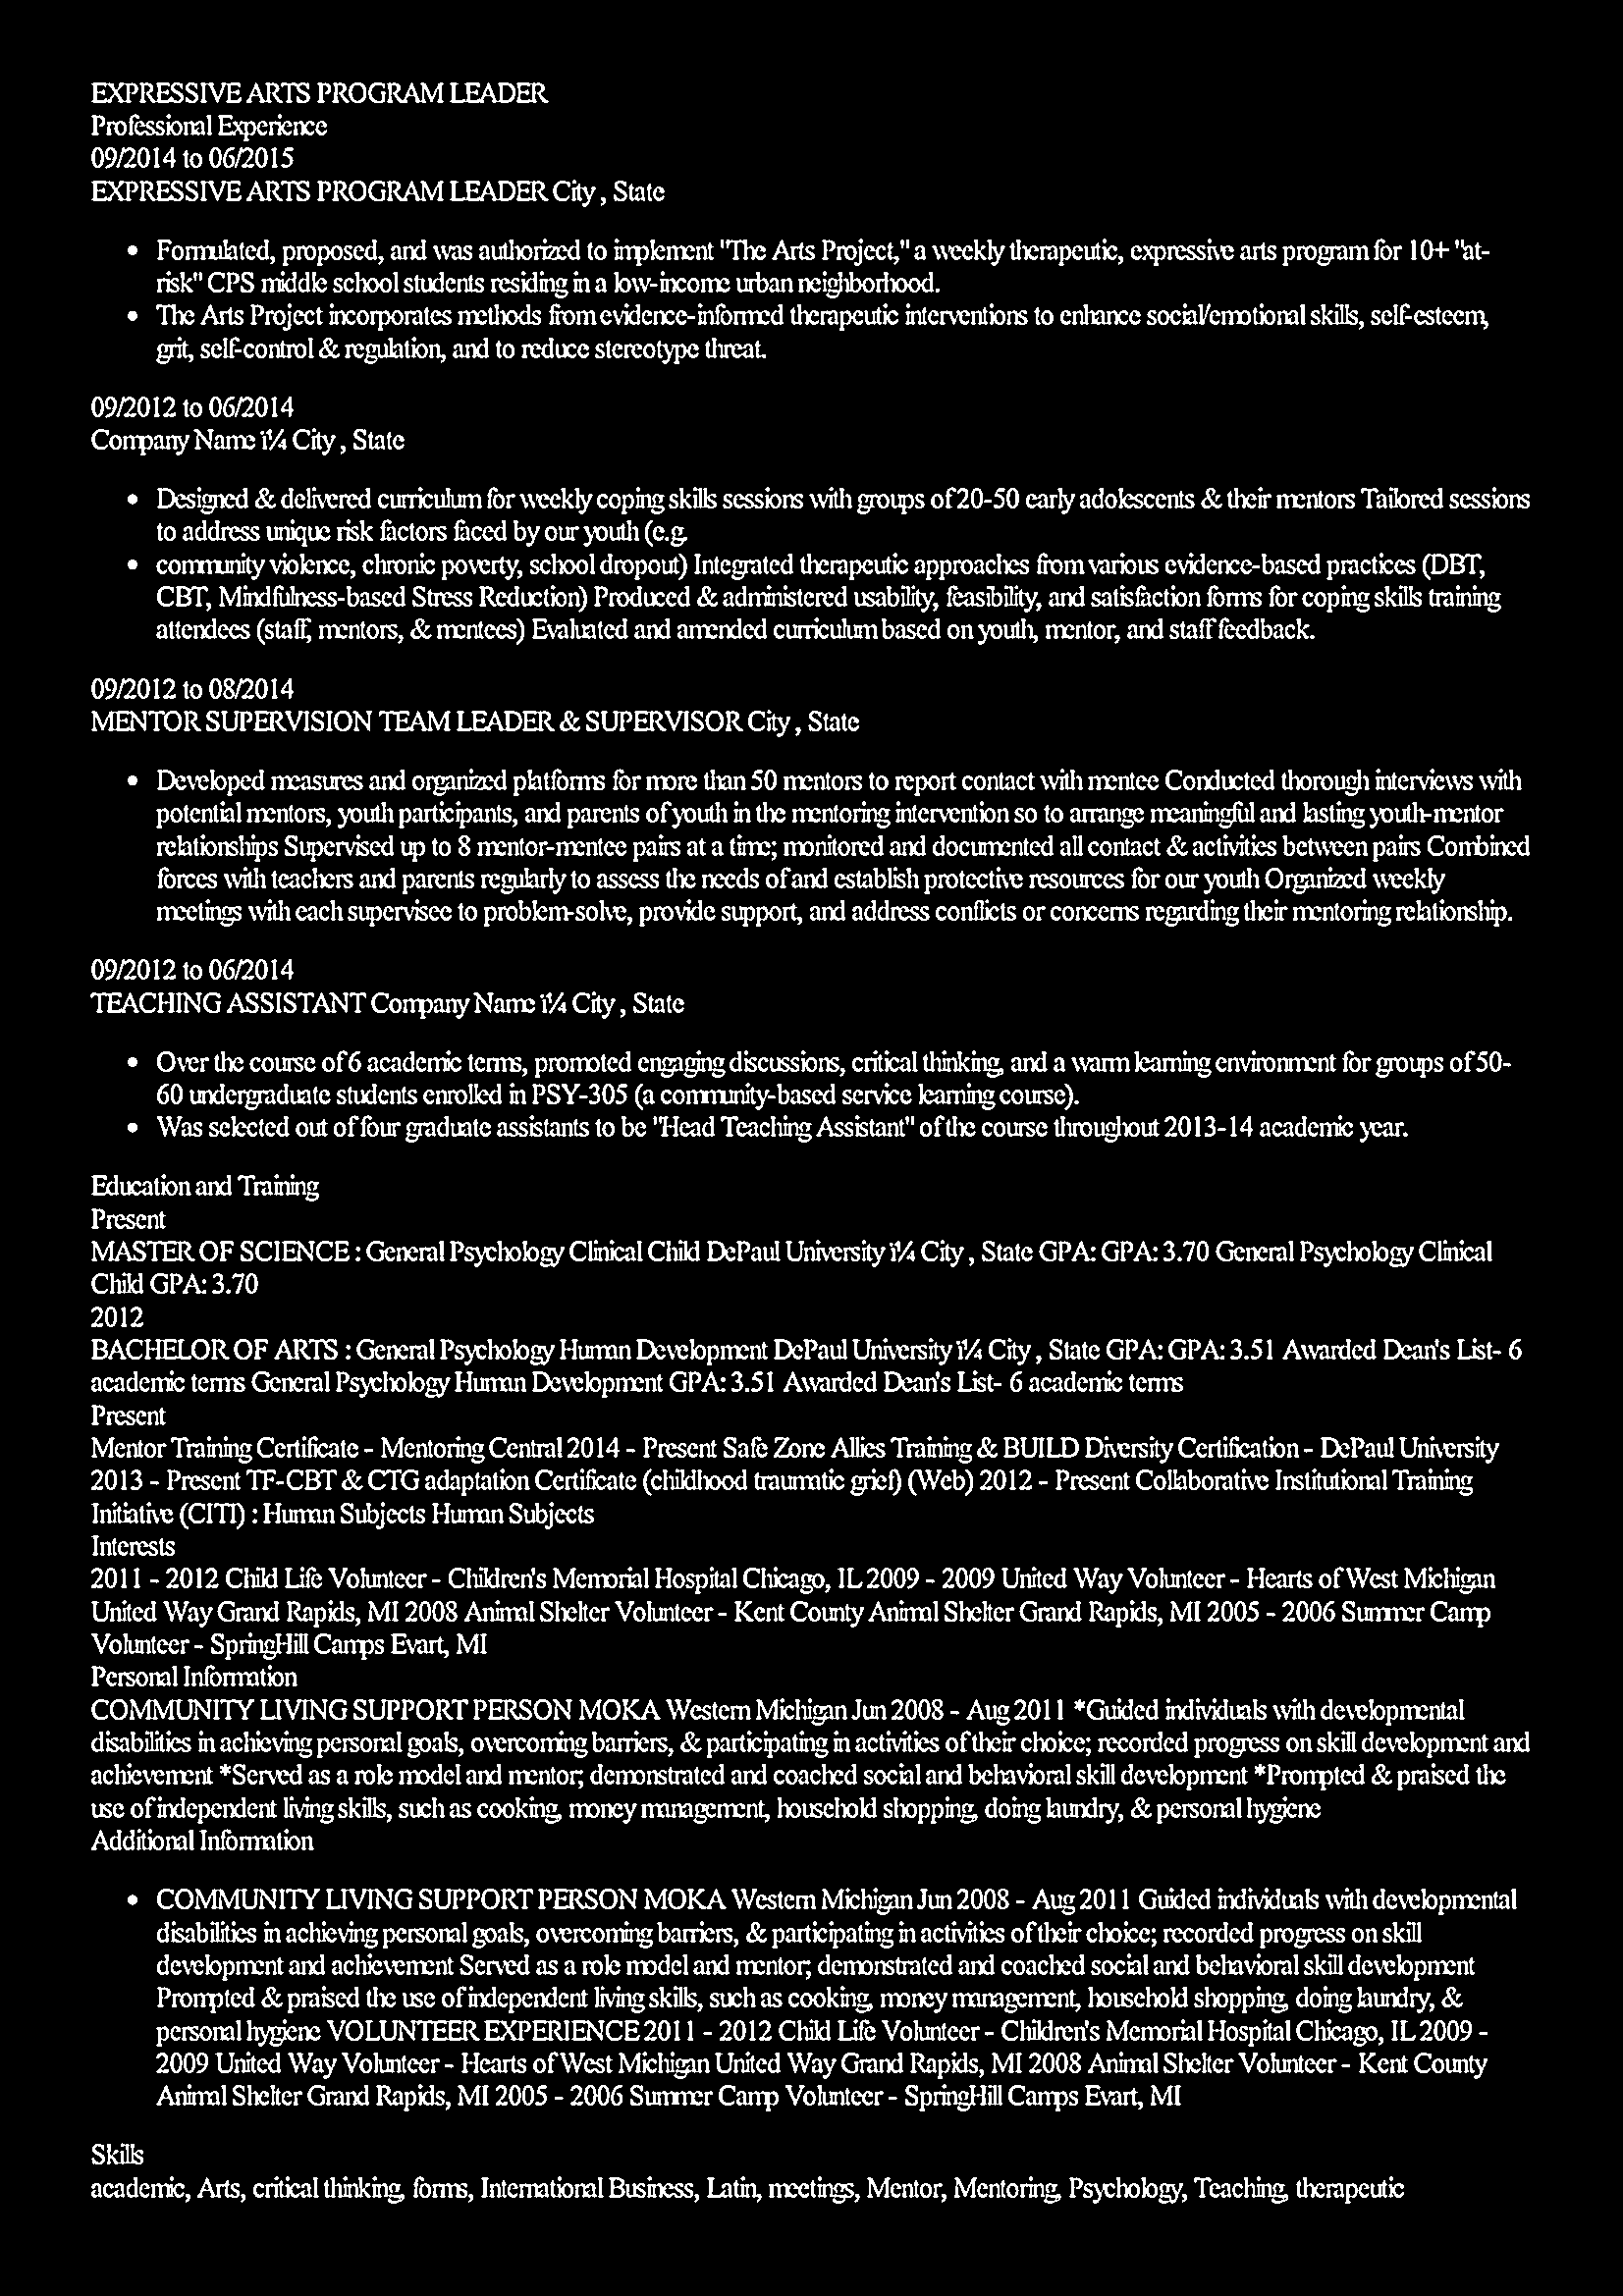 EXPRESSIVE ARTS PROGRAM LEADER
Professional Experience
09/2014 to 06/2015
EXPRESSIVE ARTS PROGRAM LEADER City , State
• Formulated, proposed, and was authorized to implement "The Arts Project," a weekly therapeutic, expressive arts program for 10+ "at-
risk" CPS middle school students residing in a low-income urban neighborhood.
• The Arts Project incorporates methods from evidence-informed therapeutic interventions to enhance social/emotional skills, self-esteem,
grit, self-control & regulation, and to reduce stereotype threat.
09/2012 to 06/2014
Company Name ï¼ City , State
• Designed & delivered curriculum for weekly coping skills sessions with groups of 20-50 early adolescents & their mentors Tailored sessions
to address unique risk factors faced by our youth (e.g.
• community violence, chronic poverty, school dropout) Integrated therapeutic approaches from various evidence-based practices (DBT,
CBT, Mindfulness-based Stress Reduction) Produced & administered usability, feasibility, and satisfaction forms for coping skills training
attendees (staff, mentors, & mentees) Evaluated and amended curriculum based on youth, mentor, and staff feedback.
09/2012 to 08/2014
MENTOR SUPERVISION TEAM LEADER & SUPERVISOR City , State
• Developed measures and organized platforms for more than 50 mentors to report contact with mentee Conducted thorough interviews with
potential mentors, youth participants, and parents of youth in the mentoring intervention so to arrange meaningful and lasting youth-mentor
relationships Supervised up to 8 mentor-mentee pairs at a time; monitored and documented all contact & activities between pairs Combined
forces with teachers and parents regularly to assess the needs of and establish protective resources for our youth Organized weekly
meetings with each supervisee to problem-solve, provide support, and address conflicts or concerns regarding their mentoring relationship.
09/2012 to 06/2014
TEACHING ASSISTANT Company Name ï¼ City , State
• Over the course of 6 academic terms, promoted engaging discussions, critical thinking, and a warm learning environment for groups of 50-
60 undergraduate students enrolled in PSY-305 (a community-based service learning course).
• Was selected out of four graduate assistants to be "Head Teaching Assistant" of the course throughout 2013-14 academic year.
Education and Training
Present
MASTER OF SCIENCE : General Psychology Clinical Child DePaul University ï¼ City , State GPA: GPA: 3.70 General Psychology Clinical
Child GPA: 3.70
2012
BACHELOR OF ARTS : General Psychology Human Development DePaul University ï¼ City , State GPA: GPA: 3.51 Awarded Dean's List- 6
academic terms General Psychology Human Development GPA: 3.51 Awarded Dean's List- 6 academic terms
Present
Mentor Training Certificate - Mentoring Central 2014 - Present Safe Zone Allies Training & BUILD Diversity Certification - DePaul University
2013 - Present TF-CBT & CTG adaptation Certificate (childhood traumatic grief) (Web) 2012 - Present Collaborative Institutional Training
Initiative (CITI) : Human Subjects Human Subjects
Interests
2011 - 2012 Child Life Volunteer - Children's Memorial Hospital Chicago, IL 2009 - 2009 United Way Volunteer - Hearts of West Michigan
United Way Grand Rapids, MI 2008 Animal Shelter Volunteer - Kent County Animal Shelter Grand Rapids, MI 2005 - 2006 Summer Camp
Volunteer - SpringHill Camps Evart, MI
Personal Information
COMMUNITY LIVING SUPPORT PERSON MOKA Western Michigan Jun 2008 - Aug 2011 *Guided individuals with developmental
disabilities in achieving personal goals, overcoming barriers, & participating in activities of their choice; recorded progress on skill development and
achievement *Served as a role model and mentor; demonstrated and coached social and behavioral skill development *Prompted & praised the
use of independent living skills, such as cooking, money management, household shopping, doing laundry, & personal hygiene
Additional Information
• COMMUNITY LIVING SUPPORT PERSON MOKA Western Michigan Jun 2008 - Aug 2011 Guided individuals with developmental
disabilities in achieving personal goals, overcoming barriers, & participating in activities of their choice; recorded progress on skill
development and achievement Served as a role model and mentor; demonstrated and coached social and behavioral skill development
Prompted & praised the use of independent living skills, such as cooking, money management, household shopping, doing laundry, &
personal hygiene VOLUNTEER EXPERIENCE 2011 - 2012 Child Life Volunteer - Children's Memorial Hospital Chicago, IL 2009 -
2009 United Way Volunteer - Hearts of West Michigan United Way Grand Rapids, MI 2008 Animal Shelter Volunteer - Kent County
Animal Shelter Grand Rapids, MI 2005 - 2006 Summer Camp Volunteer - SpringHill Camps Evart, MI
Skills
academic, Arts, critical thinking, forms, International Business, Latin, meetings, Mentor, Mentoring, Psychology, Teaching, therapeutic